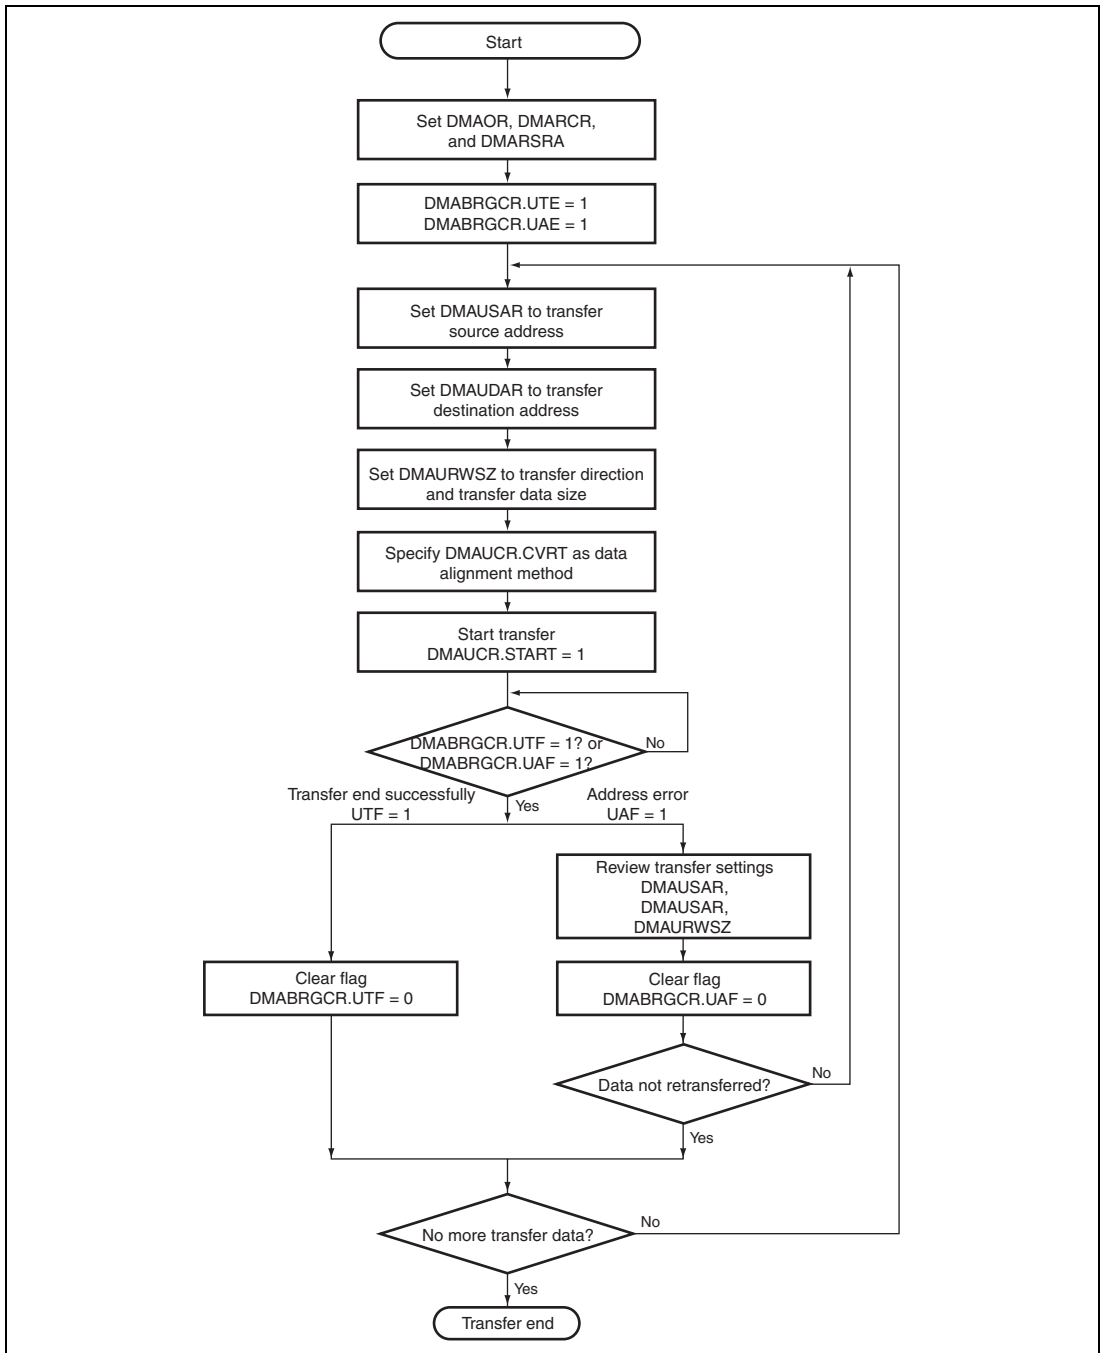 Start
Set DMAOR, DMARCR,
and DMARSRA
DMABRGCR.UTE = 1
DMABRGCR.UAE = 1
Set DMAUSAR to transfer
source address
Set DMAUDAR to transfer
destination address
Set DMAURWSZ to transfer direction
and transfer data size
Specify DMAUCR.CVRT as data
alignment method
Start transfer
DMAUCR.START = 1
DMABRGCR.UTF = 1? or
DMABRGCR.UAF = 1?
No
Yes
Transfer end successfully
UTF = 1
Address error
UAF = 1
Review transfer settings
DMAUSAR,
DMAUSAR,
DMAURWSZ
Clear flag
DMABRGCR.UTF = 0
Clear flag
DMABRGCR.UAF = 0
Data not retransferred?
No
Yes
No more transfer data?
No
Yes
Transfer end